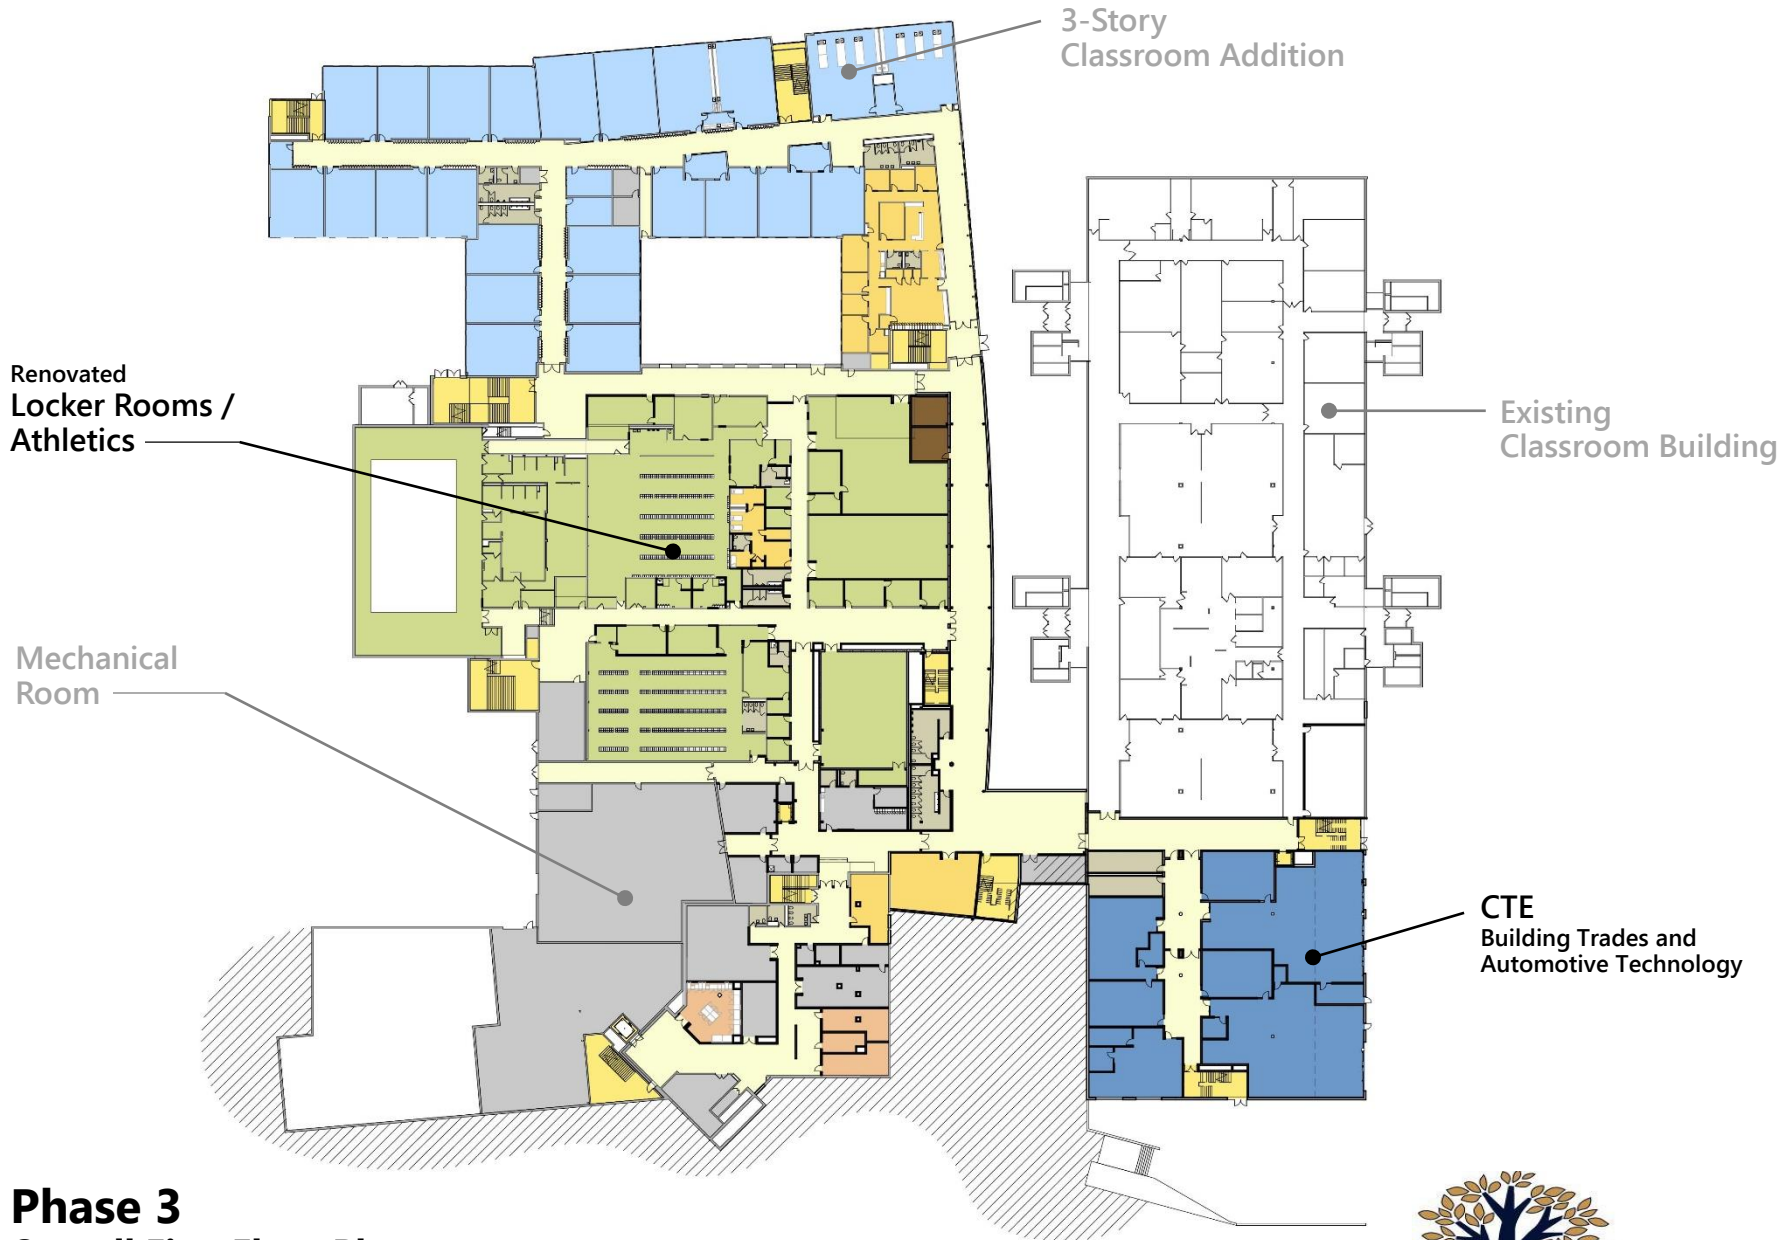 3-Story
Classroom Addition
Renovated
Locker Rooms /
Athletics
Existing
Classroom Building
Mechanical
Room
CTE
Building Trades and
Automotive Technology
Phase 3